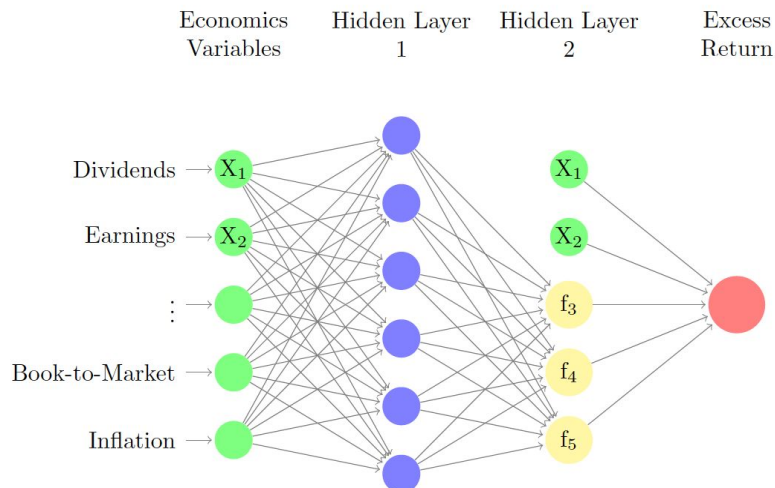 Economics Hidden Layer Hidden Layer Excess
Variables 1 2 Return
Dividends X1 X1
Earnings X2 X2
⋮ f3
Book-to-Market f4
Inflation f5